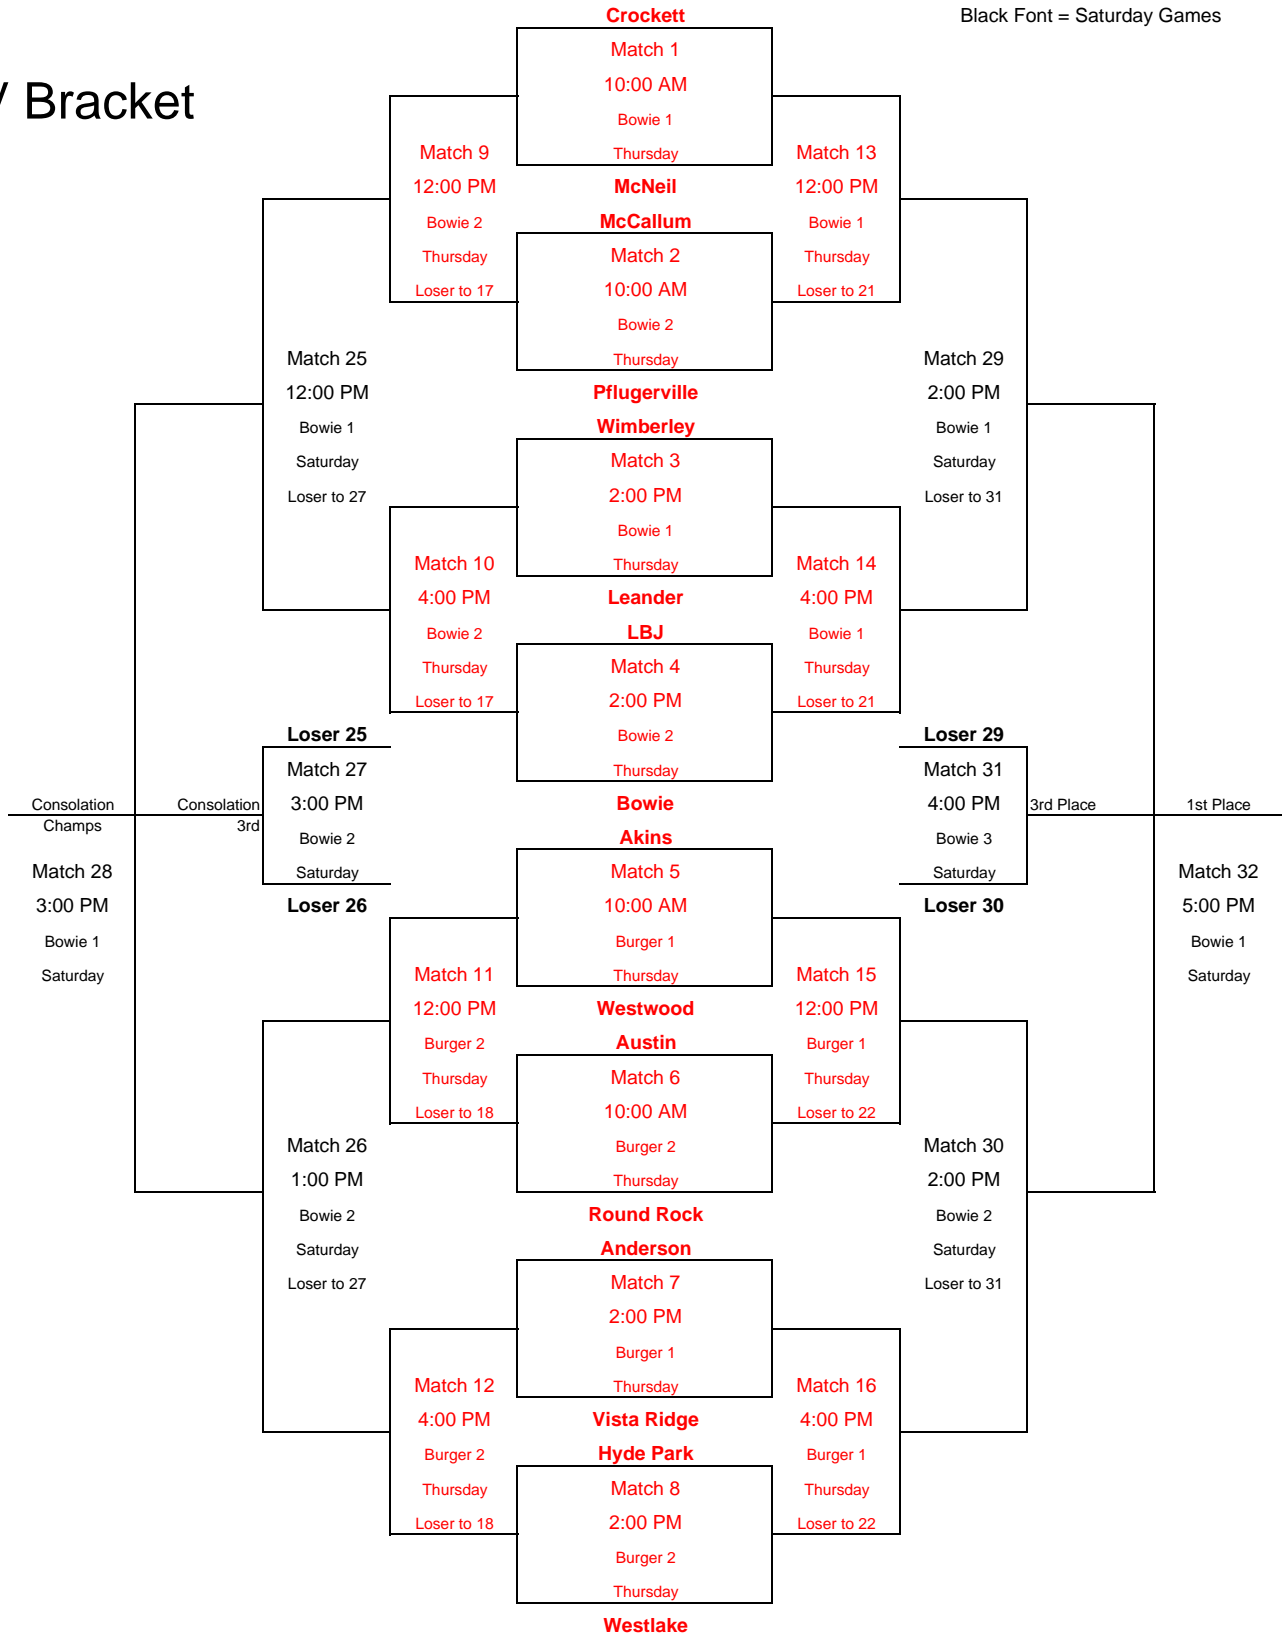 Crockett
Black Font = Saturday Games
Bracket
Match 1
10:00 AM
Bowie 1
Thursday
McNeil
Match 9
12:00 PM
Bowie 2
Thursday
Loser to 17
Match 13
12:00 PM
Bowie 1
Thursday
Loser to 21
McCallum
Match 2
10:00 AM
Bowie 2
Thursday
Pflugerville
Match 25
12:00 PM
Bowie 1
Saturday
Loser to 27
Match 29
2:00 PM
Bowie 1
Saturday
Loser to 31
Wimberley
Match 3
2:00 PM
Bowie 1
Thursday
Leander
Match 10
4:00 PM
Bowie 2
Thursday
Loser to 17
Match 14
4:00 PM
Bowie 1
Thursday
Loser to 21
LBJ
Match 4
2:00 PM
Bowie 2
Thursday
Bowie
Loser 25
Match 27
3:00 PM
Bowie 2
Saturday
Loser 26
Loser 29
Match 31
4:00 PM
Bowie 3
Saturday
Loser 30
Consolation
Champs
Consolation
3rd
3rd Place
1st Place
Match 28
3:00 PM
Bowie 1
Saturday
Match 32
5:00 PM
Bowie 1
Saturday
Akins
Match 5
10:00 AM
Burger 1
Thursday
Westwood
Match 11
12:00 PM
Burger 2
Thursday
Loser to 18
Match 15
12:00 PM
Burger 1
Thursday
Loser to 22
Austin
Match 6
10:00 AM
Burger 2
Thursday
Round Rock
Match 26
1:00 PM
Bowie 2
Saturday
Loser to 27
Match 30
2:00 PM
Bowie 2
Saturday
Loser to 31
Anderson
Match 7
2:00 PM
Burger 1
Thursday
Vista Ridge
Match 12
4:00 PM
Burger 2
Thursday
Loser to 18
Match 16
4:00 PM
Burger 1
Thursday
Loser to 22
Hyde Park
Match 8
2:00 PM
Burger 2
Thursday
Westlake